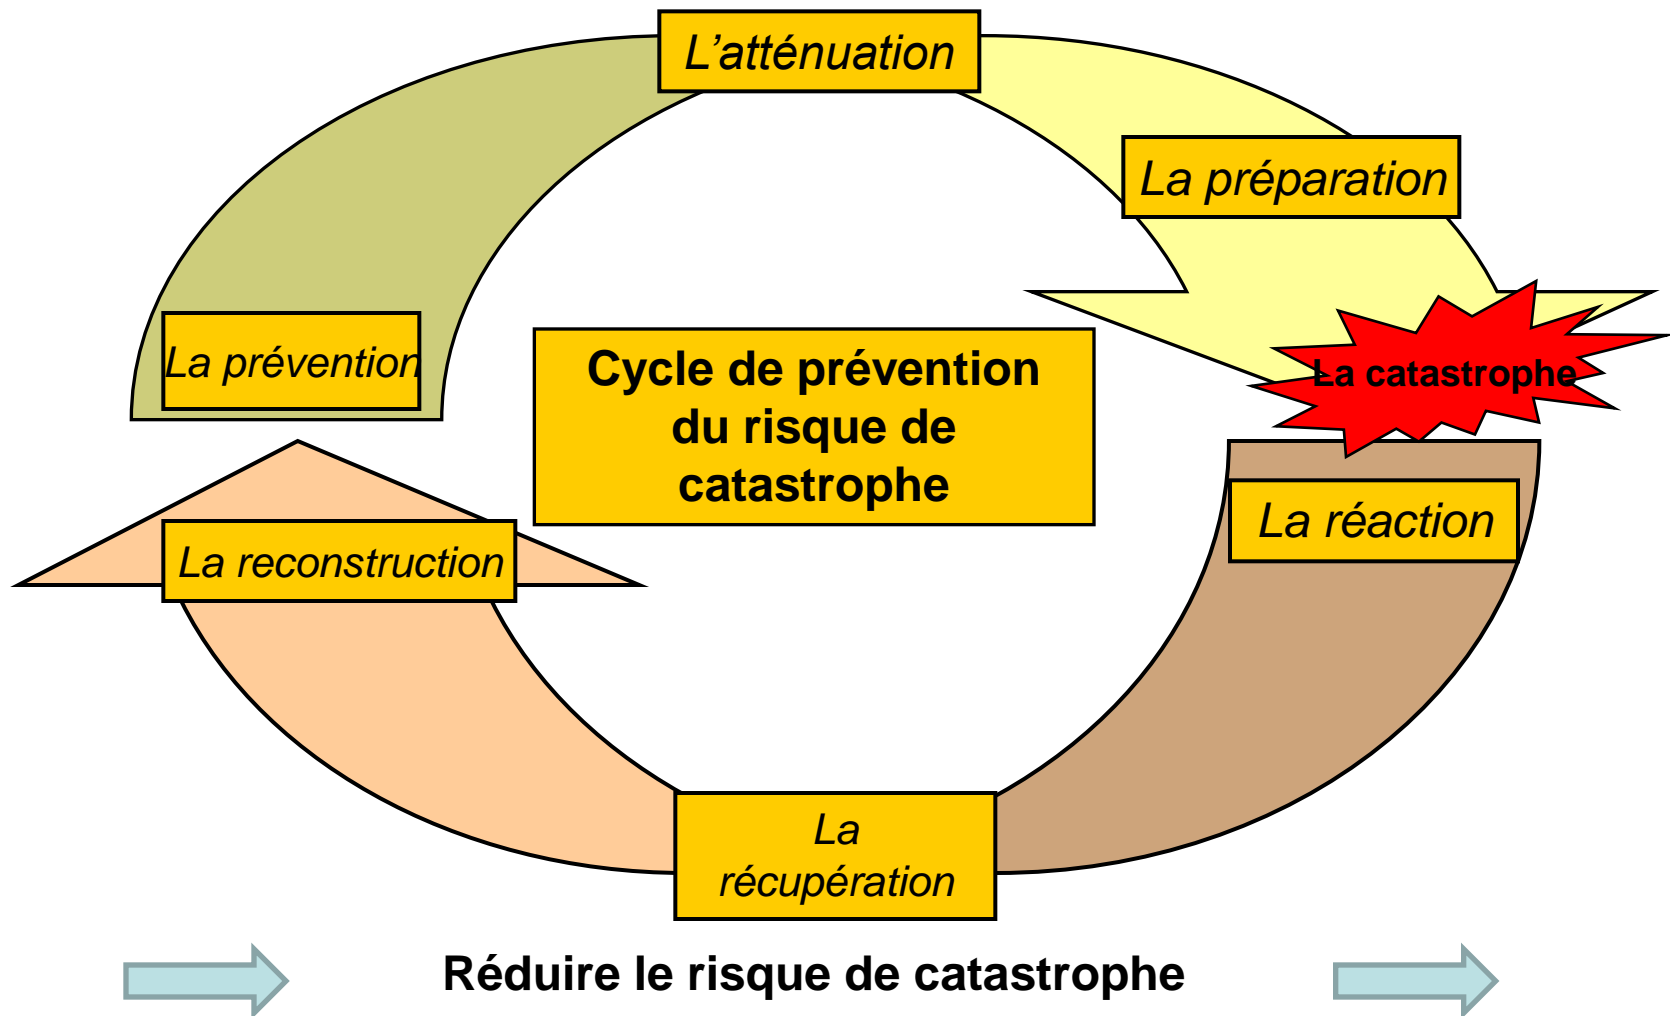 L’atténuation
La préparation
La prévention
Cycle de prévention
du risque de
catastrophe
La catastrophe
La reconstruction
La réaction
La
récupération
Réduire le risque de catastrophe